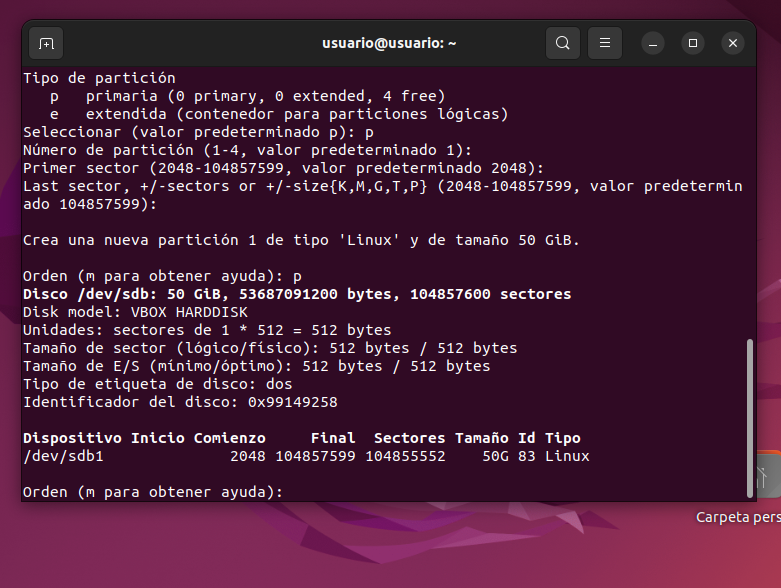 usuario@usuario: ~
Tipo de partición
   p   primaria (0 primary, 0 extended, 4 free)
   e   extendida (contenedor para particiones lógicas)
Seleccionar (valor predeterminado p): p
Número de partición (1-4, valor predeterminado 1):
Primer sector (2048-104857599, valor predeterminado 2048):
Last sector, +/-sectors or +/-size{K,M,G,T,P} (2048-104857599, valor predetermin
ado 104857599):

Crea una nueva partición 1 de tipo 'Linux' y de tamaño 50 GiB.

Orden (m para obtener ayuda): p
Disco /dev/sdb: 50 GiB, 53687091200 bytes, 104857600 sectores
Disk model: VBOX HARDDISK
Unidades: sectores de 1 * 512 = 512 bytes
Tamaño de sector (lógico/físico): 512 bytes / 512 bytes
Tamaño de E/S (mínimo/óptimo): 512 bytes / 512 bytes
Tipo de etiqueta de disco: dos
Identificador del disco: 0x99149258

Dispositivo Inicio Comienzo     Final  Sectores Tamaño Id Tipo
/dev/sdb1              2048 104857599 104855552    50G 83 Linux

Orden (m para obtener ayuda):
Carpeta pers